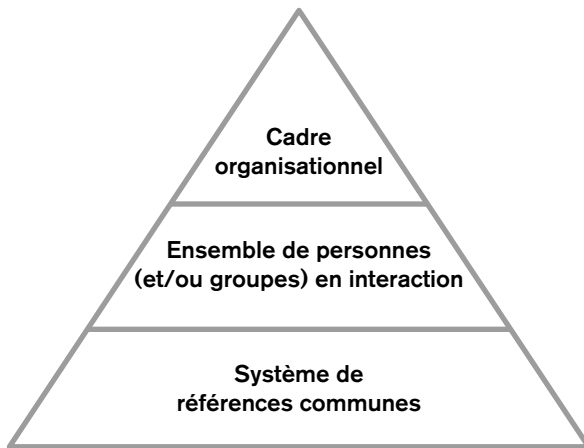 Cadre
organisationnel
Ensemble de personnes
(et/ou groupes) en interaction
Système de
références communes